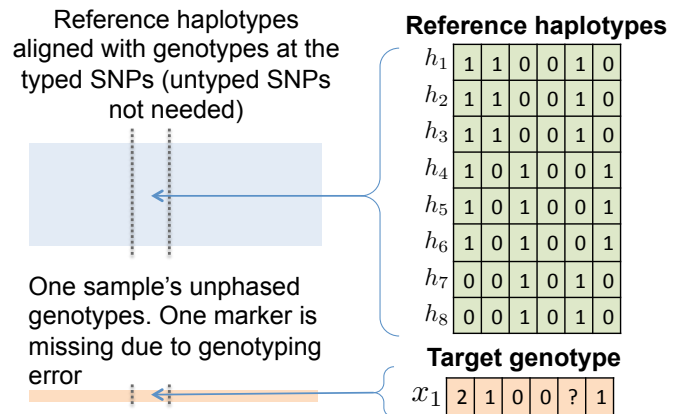 Reference haplotypes
aligned with genotypes at the
typed SNPs (untyped SNPs
not needed)
One sample's unphased
genotypes. One marker is
missing due to genotyping
error
Reference haplotypes
h1 1 1 0 0 1 0
h2 1 1 0 0 1 0
h3 1 1 0 0 1 0
h4 1 0 1 0 0 1
h5 1 0 1 0 0 1
h6 1 0 1 0 0 1
h7 0 0 1 0 1 0
h8 0 0 1 0 1 0
Target genotype
x1 2 1 0 0 ? 1